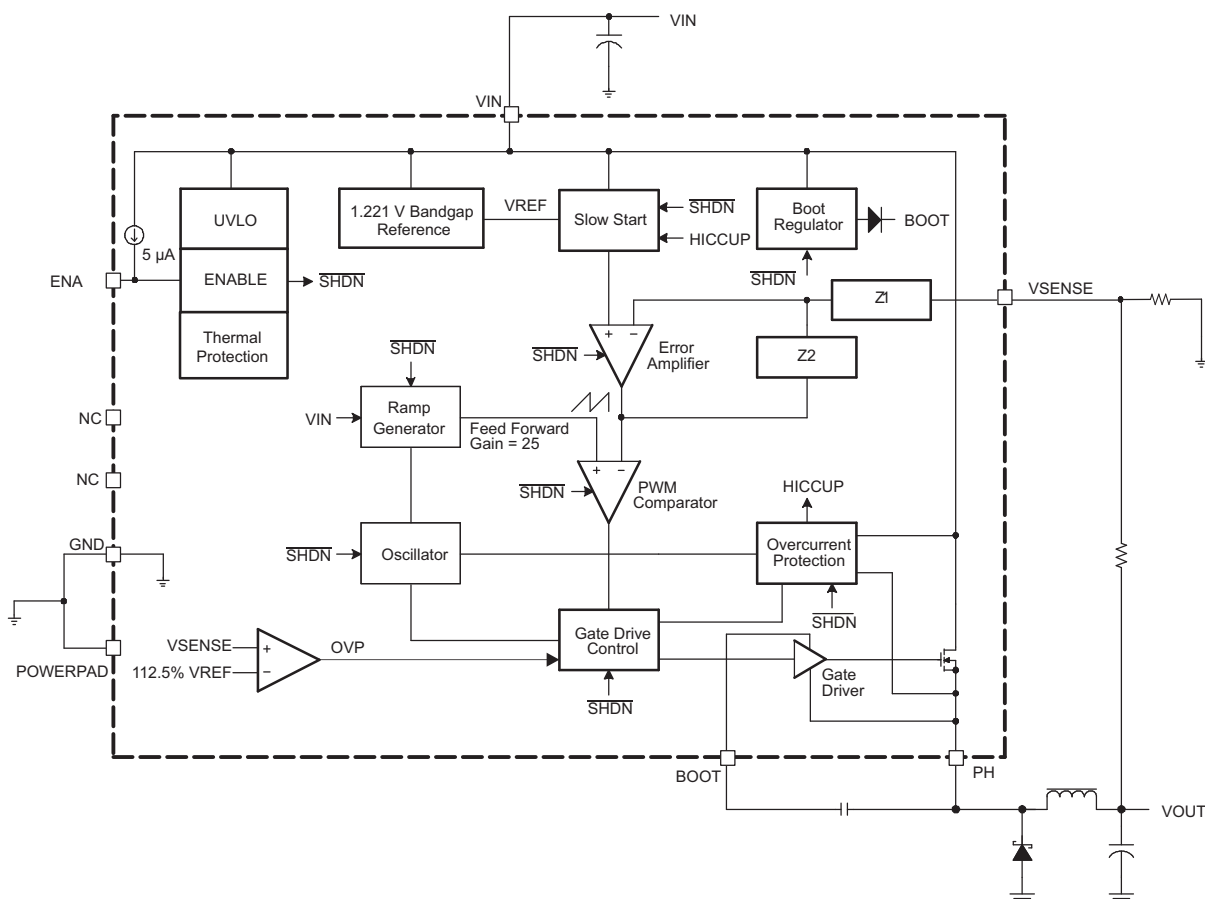 VIN
VIN
UVLO
1.221 V Bandgap
Reference
VREF
Slow Start
SHDN
HICCUP
Boot
Regulator
BOOT
5 µA
ENA
ENABLE
SHDN
SHDN
Z1
VSENSE
Thermal
Protection
SHDN
SHDN
Error
Amplifier
Z2
NC
VIN
Ramp
Generator
Feed Forward
Gain = 25
NC
SHDN
PWM
Comparator
HICCUP
GND
SHDN
Oscillator
Overcurrent
Protection
SHDN
VSENSE
OVP
Gate Drive
Control
POWERPAD
112.5% VREF
Gate
Driver
SHDN
BOOT
PH
VOUT